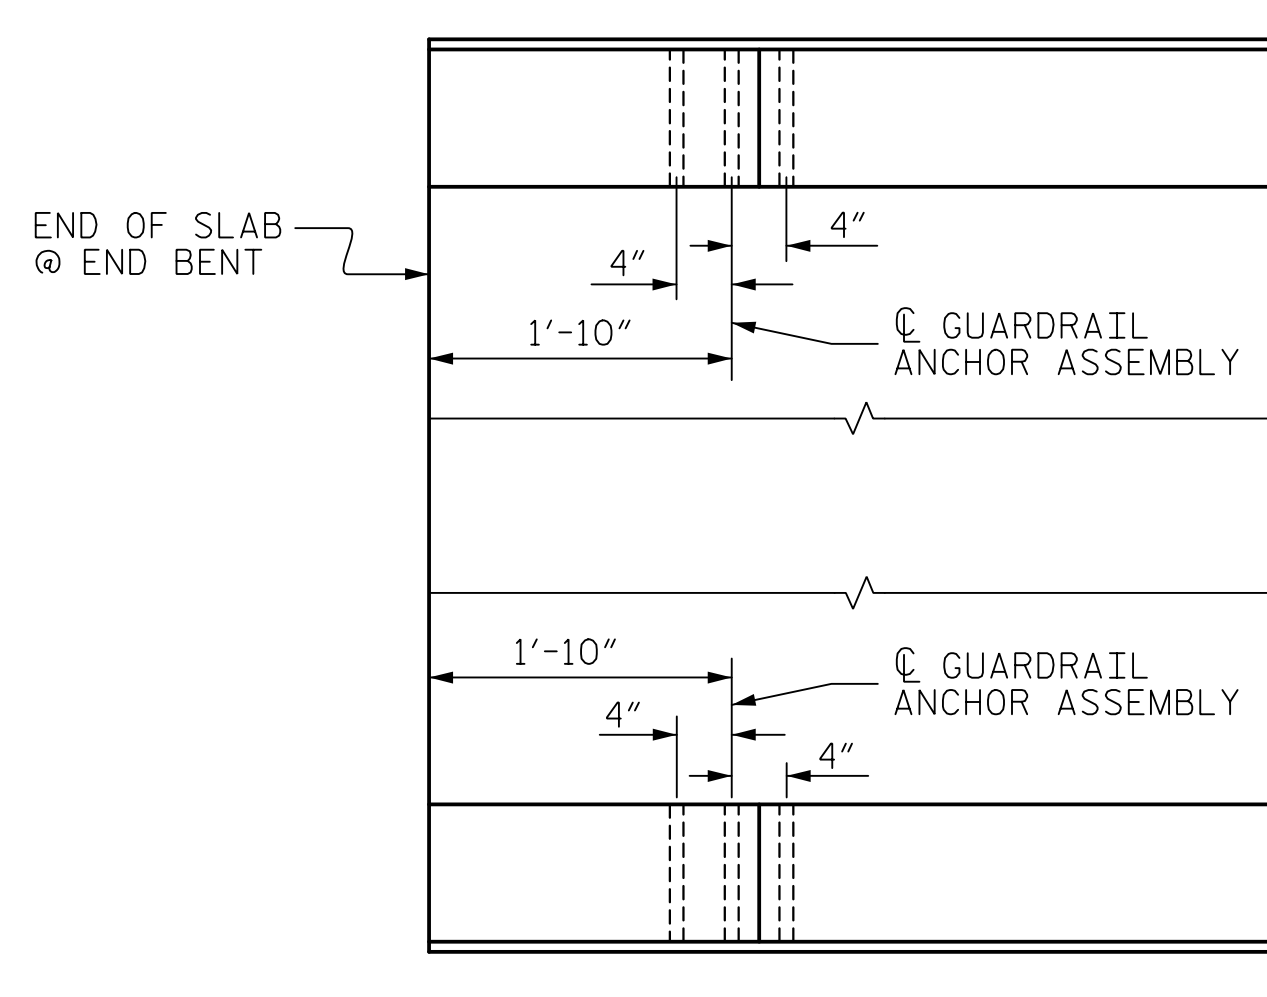 END OF SLAB
@ END BENT
4"
4"
1'-10"
℄ GUARDRAIL
ANCHOR ASSEMBLY
1'-10"
℄ GUARDRAIL
ANCHOR ASSEMBLY
4"
4"